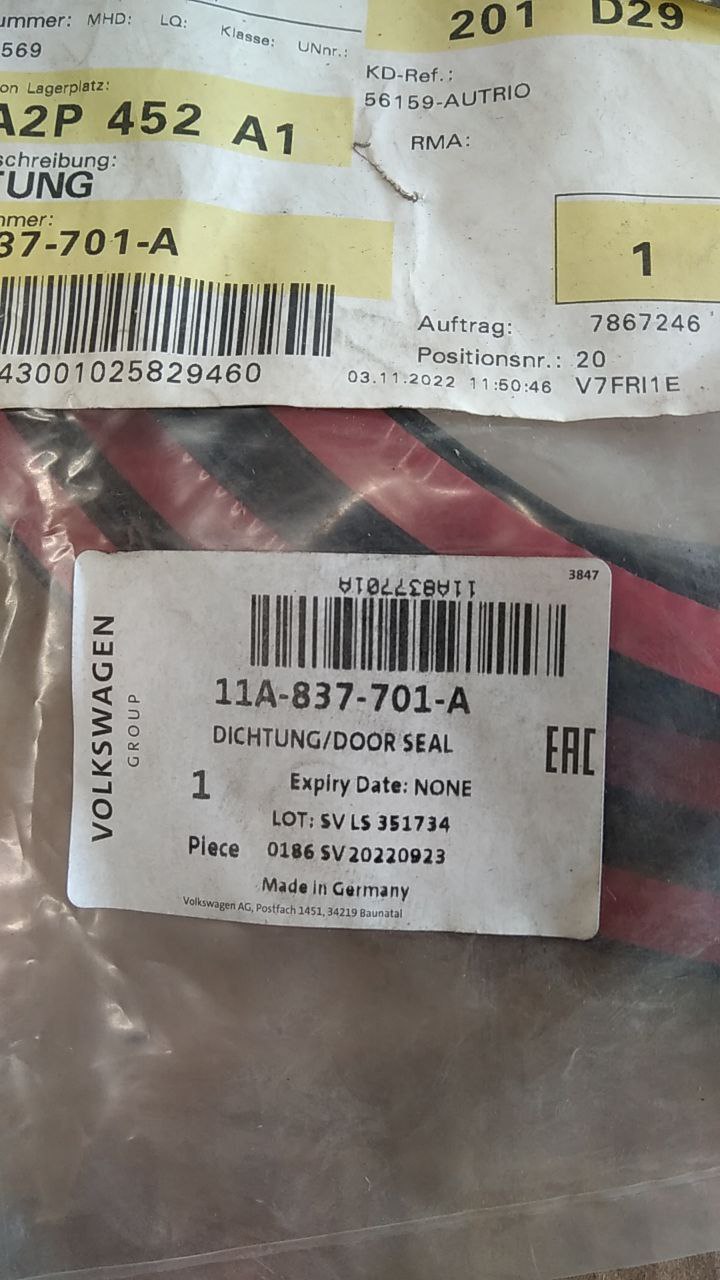 201 D29
ummer: MHD: LQ: Klasse: UNnr.:
569
KD-Ref.:
on Lagerplatz:
56159-AUTRIO
A2P 452 A1
RMA:
schreibung:
TUNG
mmer:
37-701-A
1
Auftrag: 7867246
Positionsnr.: 20
43001025829460
03.11.2022 11:50:46 V7FRI1E
3847
11A837701A
11A-837-701-A
DICHTUNG/DOOR SEAL
EAC
1
Expiry Date: NONE
LOT: SV LS 351734
Piece 0186 SV20220923
Made in Germany
Volkswagen AG, Postfach 1451, 34219 Baunatal
VOLKSWAGEN
GROUP